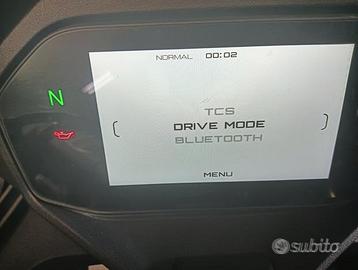 NORMAL 00:02
N
TCS
DRIVE MODE
BLUETOOTH
MENU
subito